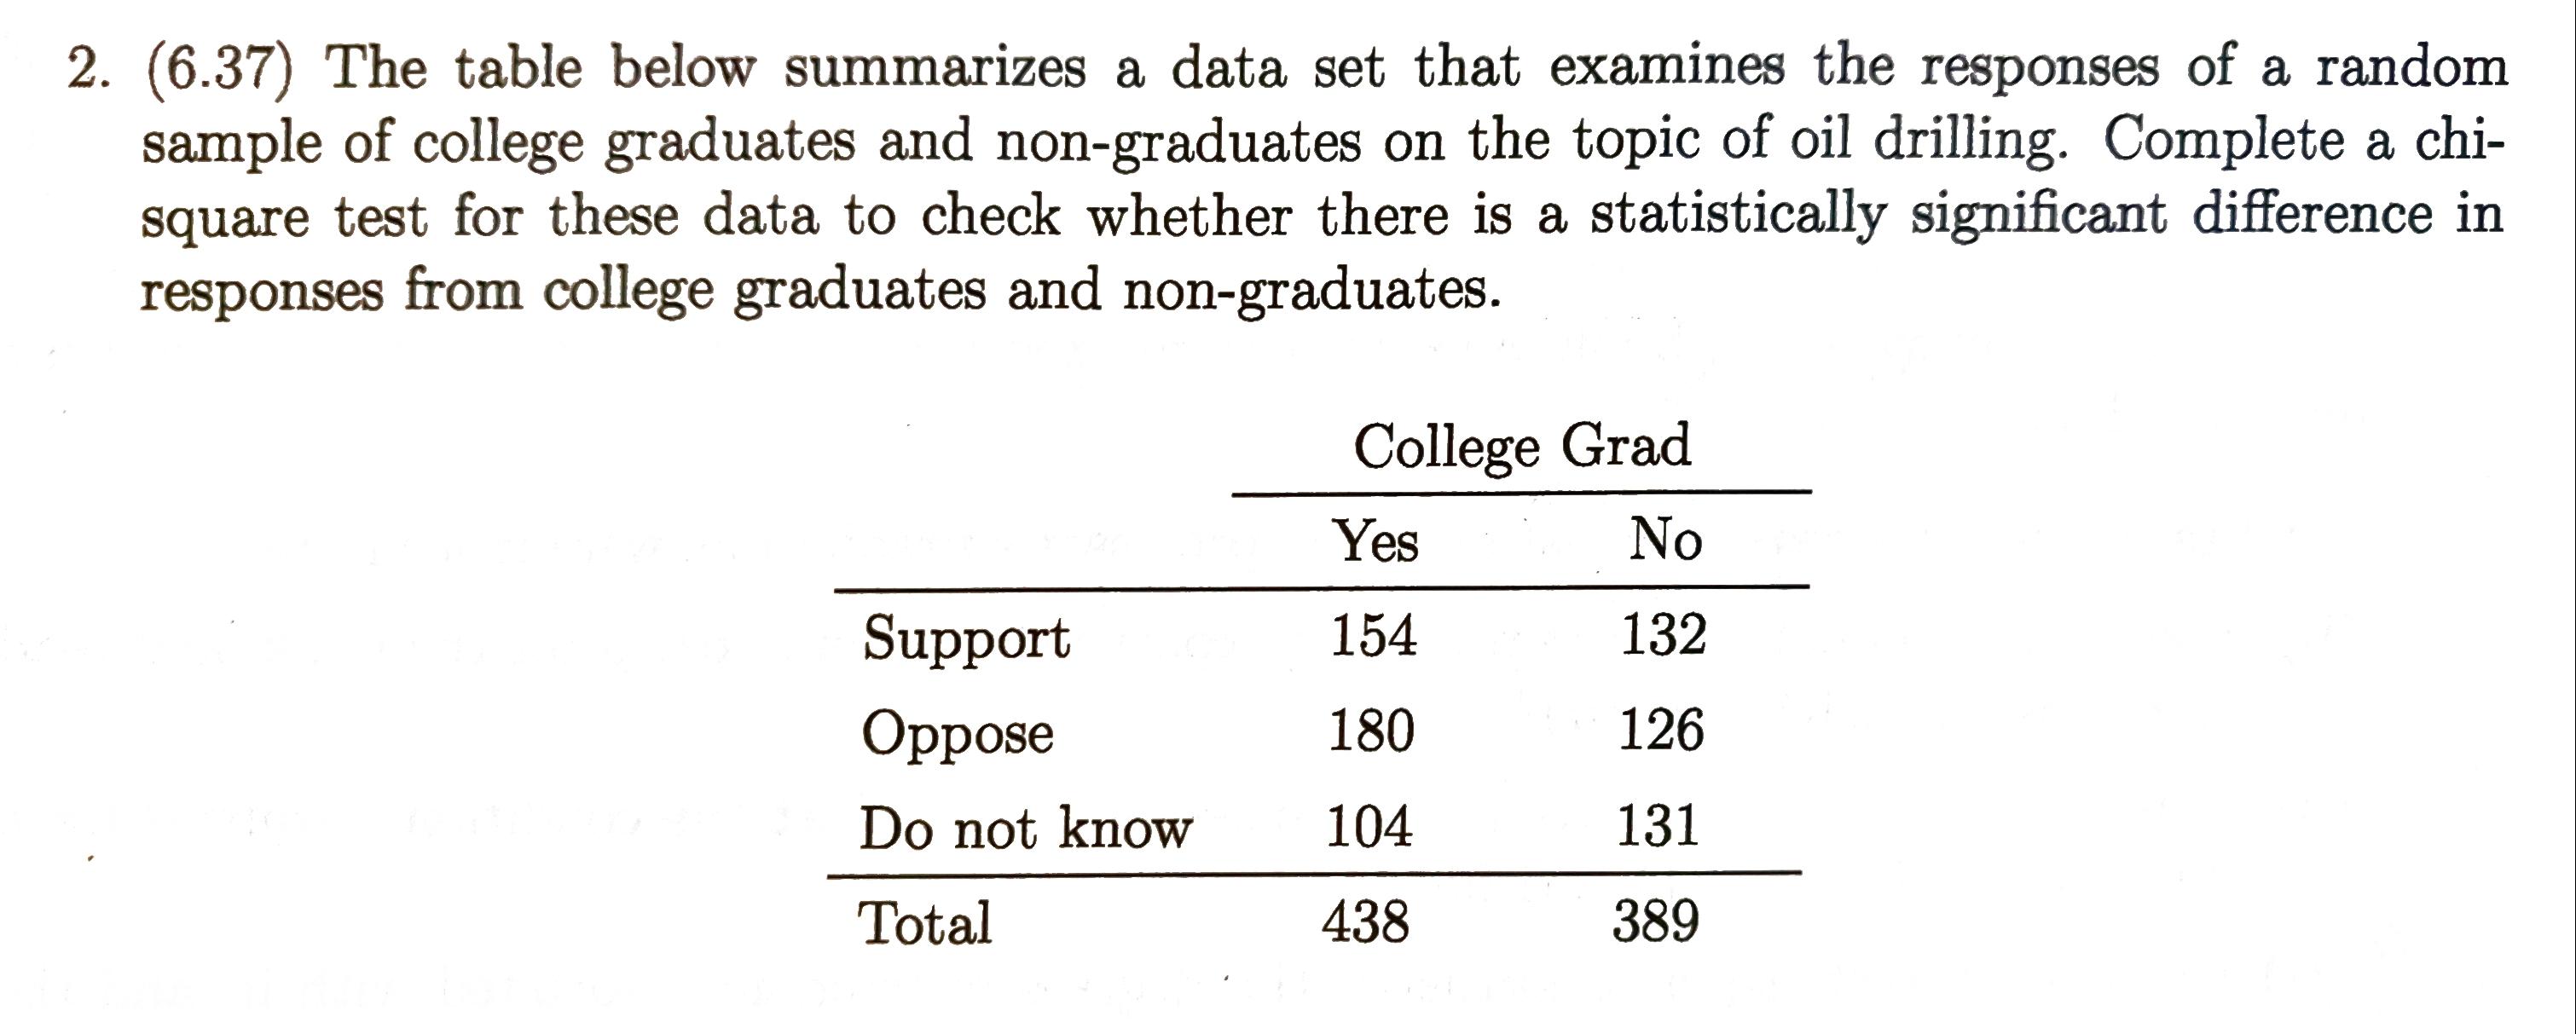 2. (6.37) The table below summarizes a data set that examines the responses of a random
sample of college graduates and non-graduates on the topic of oil drilling. Complete a chi-
square test for these data to check whether there is a statistically significant difference in
responses from college graduates and non-graduates.
College Grad
Yes No
Support 154 132
Oppose 180 126
Do not know 104 131
Total 438 389